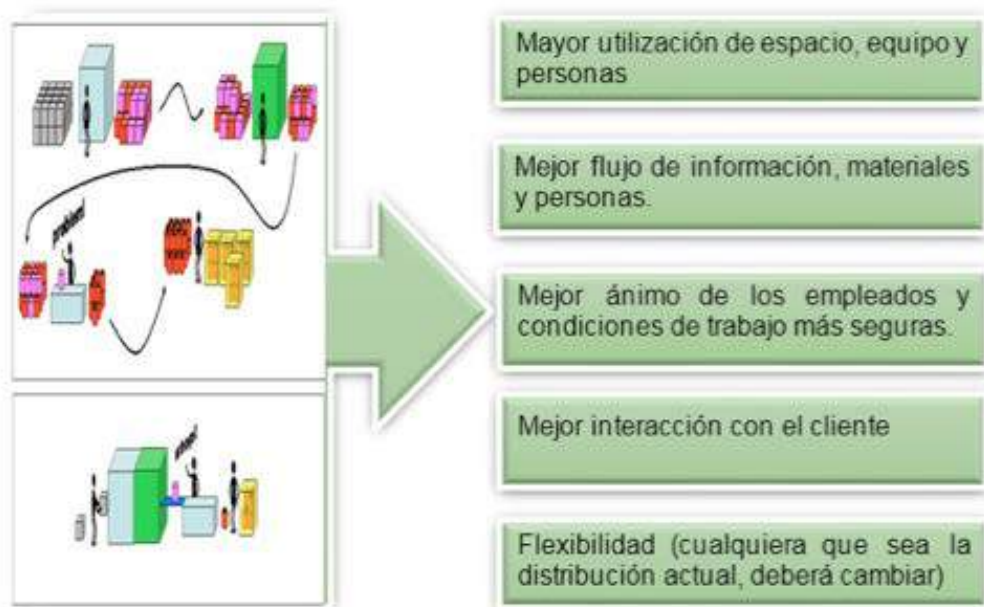 problem!
Mayor utilización de espacio, equipo y
personas
Mejor flujo de información, materiales
y personas.
Mejor ánimo de los empleados y
condiciones de trabajo más seguras.
Mejor interacción con el cliente
Flexibilidad (cualquiera que sea la
distribución actual, deberá cambiar)